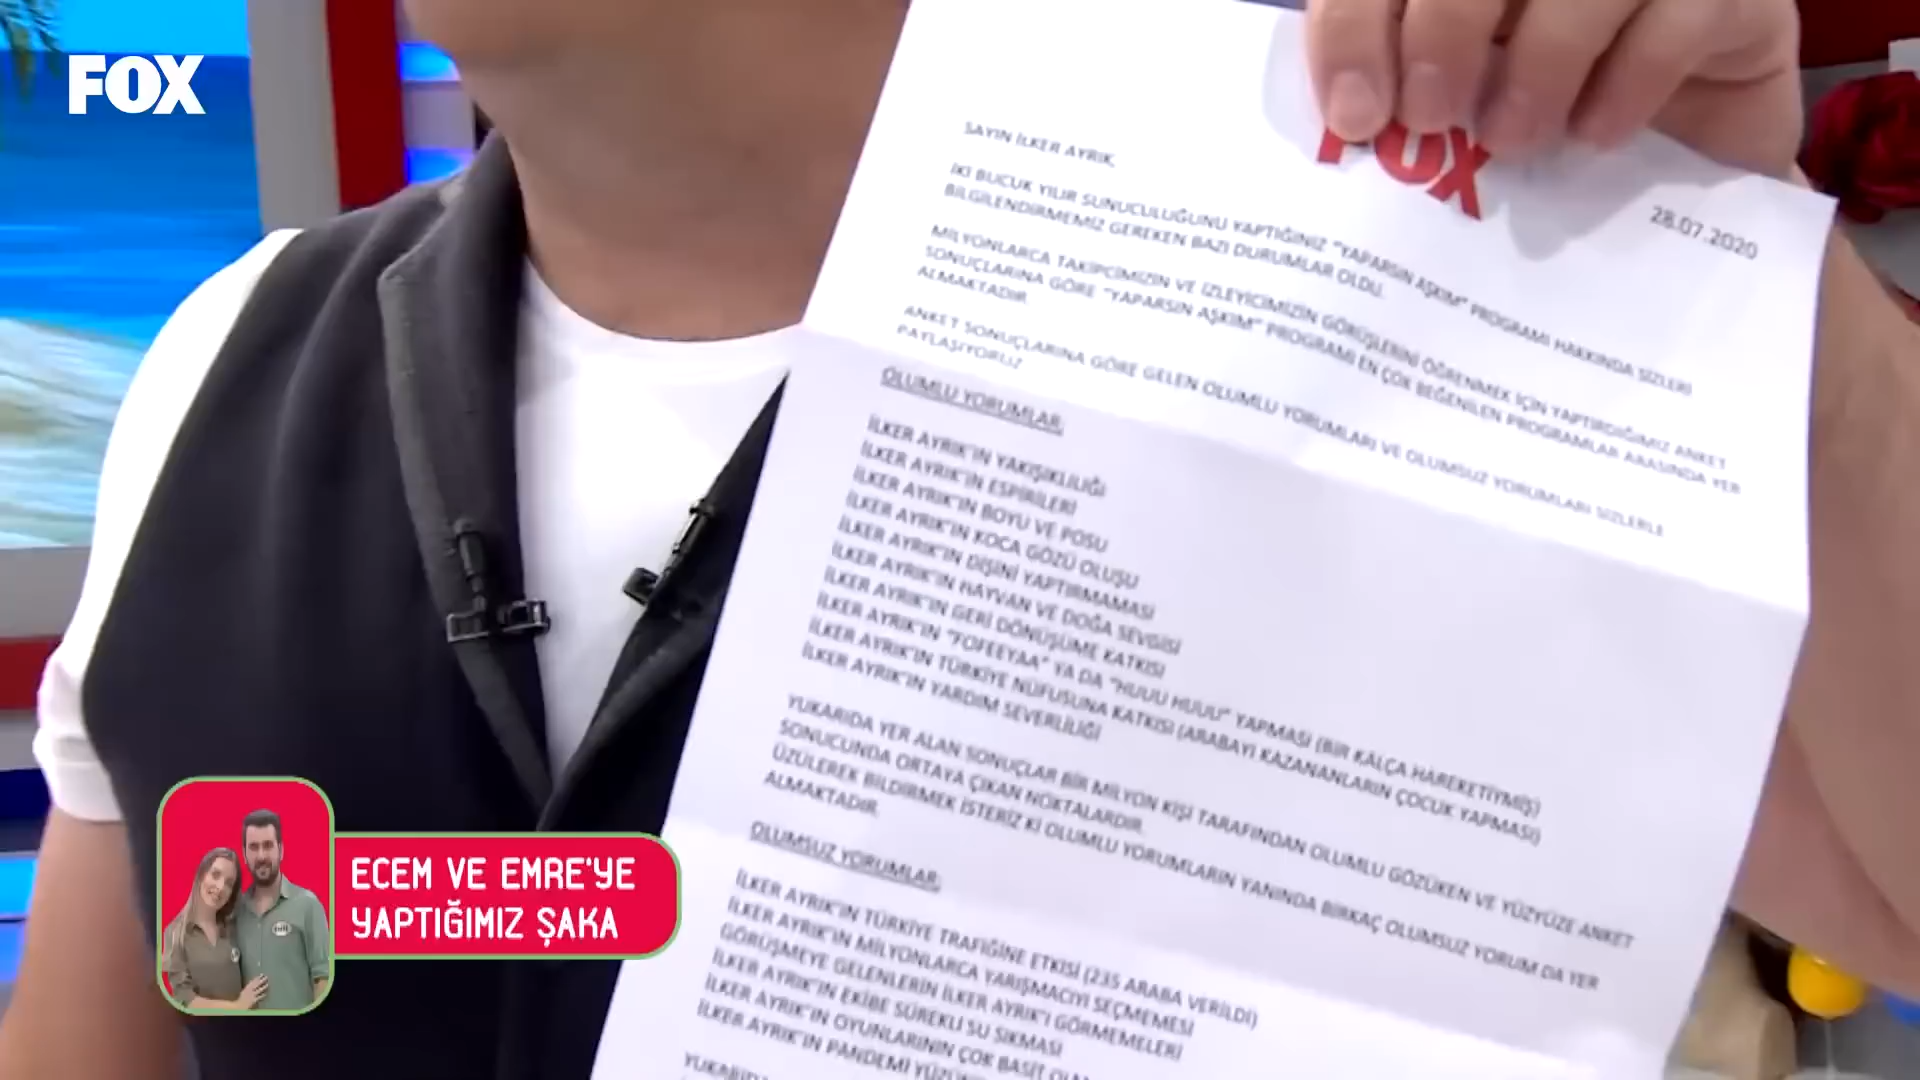 FOX
FOX
28.07.2020
SAYIN İLKER AYRIK,
İKİ BUÇUK YILIR SUNUCULUĞUNU YAPTIĞINIZ "YAPARSIN AŞKIM" PROGRAMI HAKKINDA SİZLERİ
BİLGİLENDİRMEMİZ GEREKEN BAZI DURUMLAR OLDU.
MİLYONLARCA TAKİPÇİMİZİN VE İZLEYİCİMİZİN GÖRÜŞLERİNİ ÖĞRENMEK İÇİN YAPTIRDIĞIMIZ ANKET
SONUÇLARINA GÖRE "YAPARSIN AŞKIM" PROGRAMI EN ÇOK BEĞENİLEN PROGRAMLAR ARASINDA YER
ALMAKTADIR.
ANKET SONUÇLARINA GÖRE GELEN OLUMLU YORUMLARI VE OLUMSUZ YORUMLARI SİZLERLE
PAYLAŞIYORUZ
OLUMLU YORUMLAR:
İLKER AYRIK'IN YAKIŞIKLILIĞI
İLKER AYRIK'IN ESPİRİLERİ
İLKER AYRIK'IN BOYU VE POSU
İLKER AYRIK'IN KOCA GÖZÜ OLUŞU
İLKER AYRIK'IN DİŞİNİ YAPTIRMAMASI
İLKER AYRIK'IN HAYVAN VE DOĞA SEVGİSİ
İLKER AYRIK'IN GERİ DÖNÜŞÜME KATKISI
İLKER AYRIK'IN "FOFEEYAA" YA DA "HUUU HUUU" YAPMASI (BİR KALÇA HAREKETİYMİŞ)
İLKER AYRIK'IN TÜRKİYE NÜFUSUNA KATKISI (ARABAYI KAZANANLARIN ÇOCUK YAPMASI)
İLKER AYRIK'IN YARDIM SEVERLİLİĞİ
YUKARIDA YER ALAN SONUÇLAR BİR MİLYON KİŞİ TARAFINDAN OLUMLU GÖZÜKEN VE YÜZYÜZE ANKET
SONUCUNDA ORTAYA ÇIKAN NOKTALARDIR.
ÜZÜLEREK BİLDİRMEK İSTERİZ Kİ OLUMLU YORUMLARIN YANINDA BİRKAÇ OLUMSUZ YORUM DA YER
ALMAKTADIR.
OLUMSUZ YORUMLAR:
İLKER AYRIK'IN TÜRKİYE TRAFİĞİNE ETKİSİ (235 ARABA VERİLDİ)
İLKER AYRIK'IN MİLYONLARCA YARIŞMACIYI SEÇMEMESİ
GÖRÜŞMEYE GELENLERİN İLKER AYRIK'I GÖRMEMELERİ
İLKER AYRIK'IN EKİBE SÜREKLİ SU SIKMASI
İLKER AYRIK'IN OYUNLARININ ÇOK BASİT
İLKER AYRIK'IN PANDEMİ
YUKARIDA
ECEM VE EMRE'YE
YAPTIĞIMIZ ŞAKA